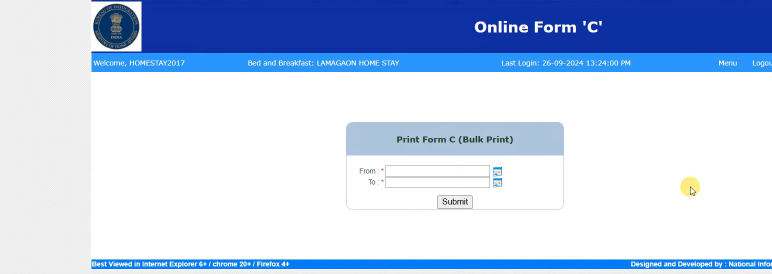 Online Form 'C'
Welcome, HOMESTAY2017 Bed and Breakfast: LAMAGAON HOME STAY Last Login: 26-09-2024 13:24:00 PM Menu Logou
Print Form C (Bulk Print)
From : *
To : *
Submit
Best Viewed in Internet Explorer 6+ / chrome 20+ / Firefox 4+ Designed and Developed by : National Infor